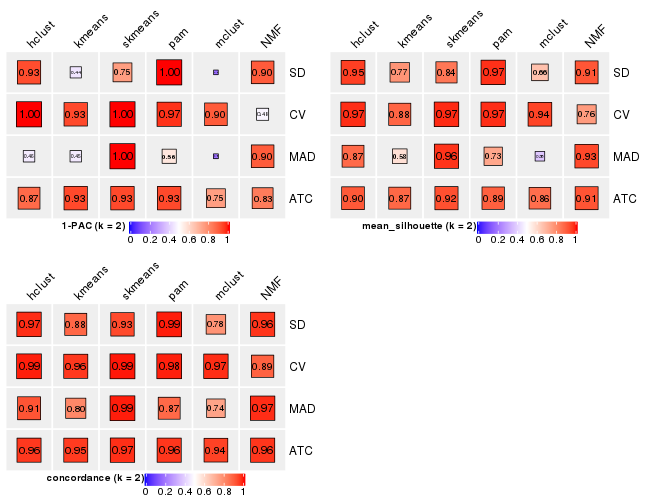 hclust kmeans skmeans pam mclust NMF
0.93 0.44 0.75 1.00 0.90 SD
1.00 0.93 1.00 0.97 0.90 CV
1.00 0.56 0.90 MAD
0.87 0.93 0.93 0.93 0.75 0.83 ATC
1-PAC (k = 2)
0 0.2 0.4 0.6 0.8 1
hclust kmeans skmeans pam mclust NMF
0.95 0.77 0.84 0.97 0.66 0.91 SD
0.97 0.88 0.97 0.97 0.94 0.76 CV
0.87 0.58 0.96 0.73 0.93 MAD
0.90 0.87 0.92 0.89 0.86 0.91 ATC
mean_silhouette (k = 2)
0 0.2 0.4 0.6 0.8 1
hclust kmeans skmeans pam mclust NMF
0.97 0.88 0.93 0.99 0.78 0.96 SD
0.99 0.96 0.99 0.98 0.97 0.89 CV
0.91 0.80 0.99 0.87 0.74 0.97 MAD
0.96 0.95 0.97 0.96 0.94 0.96 ATC
concordance (k = 2)
0 0.2 0.4 0.6 0.8 1